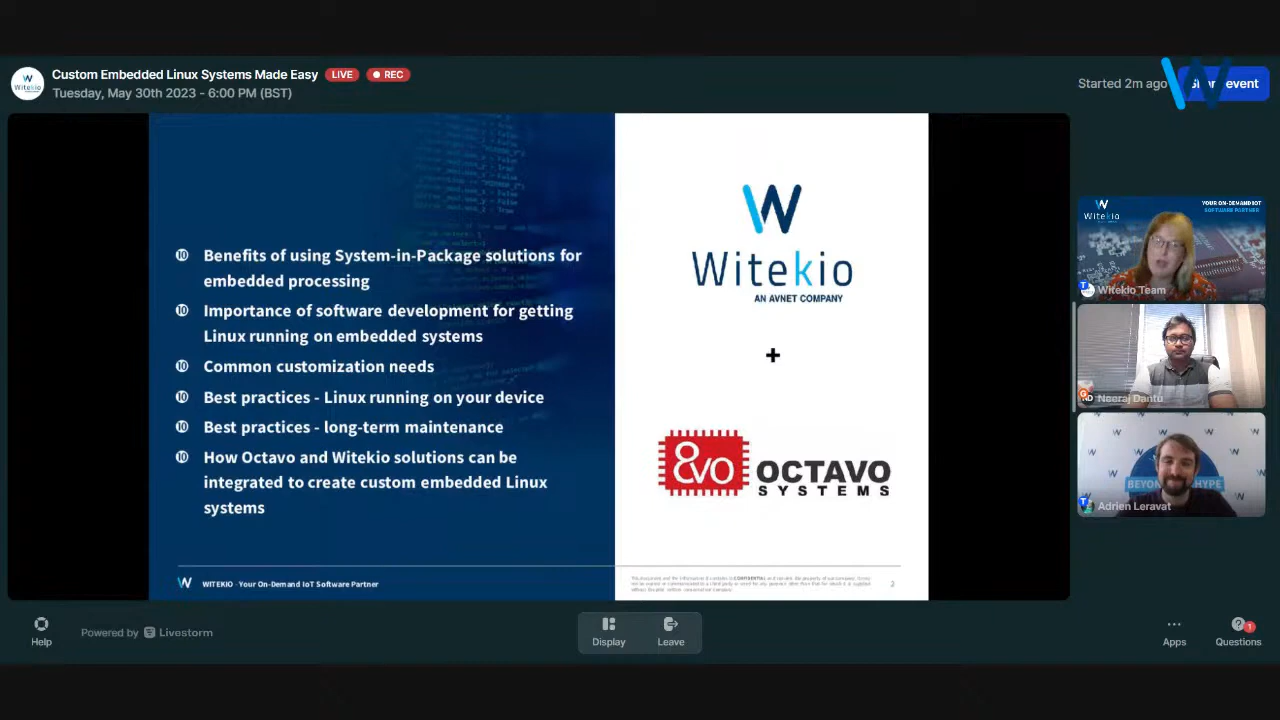 Custom Embedded Linux Systems Made Easy LIVE REC
Tuesday, May 30th 2023 - 6:00 PM (BST)
Started 2m ago
event
Witekio
Benefits of using System-in-Package solutions for
embedded processing
Importance of software development for getting
Linux running on embedded systems
Common customization needs
Best practices - Linux running on your device
Best practices - long-term maintenance
How Octavo and Witekio solutions can be
integrated to create custom embedded Linux
systems
WITEKIO - Your On-Demand IoT Software Partner
Witekio
AN AVNET COMPANY
+
8vo OCTAVO
SYSTEMS
2
Witekio
YOUR ON-DEMAND IOT
SOFTWARE PARTNER
Witekio Team
Neeraj Dantu
BEYOND HYPE
Adrien Leravat
Help
Powered by Livestorm
Display
Leave
Apps
1
Questions